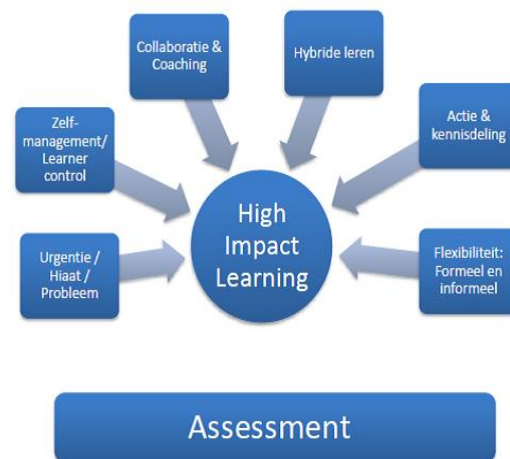 Collaboratie &
Coaching
Hybride leren
Zelf-
management/
Learner
control
Actie &
kennisdeling
High
Impact
Learning
Urgentie /
Hiaat /
Probleem
Flexibiliteit:
Formeel en
informeel
Assessment